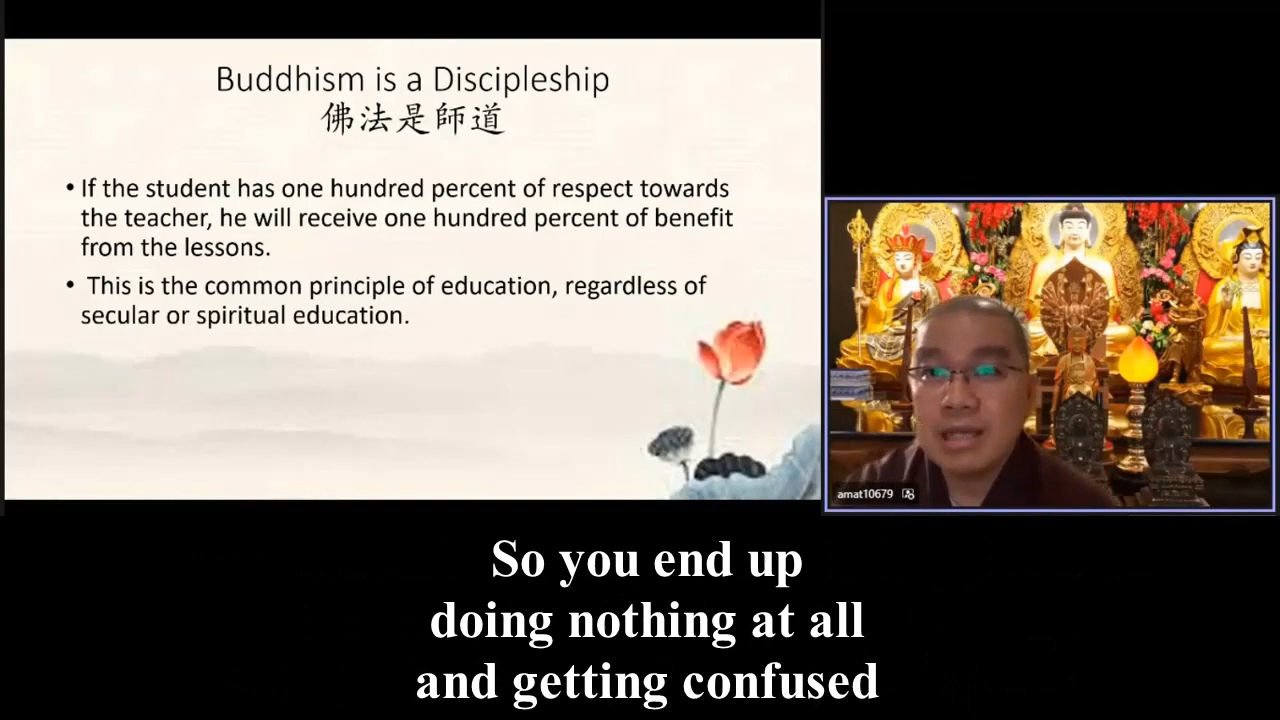 Buddhism is a Discipleship
佛法是師道
• If the student has one hundred percent of respect towards
the teacher, he will receive one hundred percent of benefit
from the lessons.
• This is the common principle of education, regardless of
secular or spiritual education.
amat10679
So you end up
doing nothing at all
and getting confused